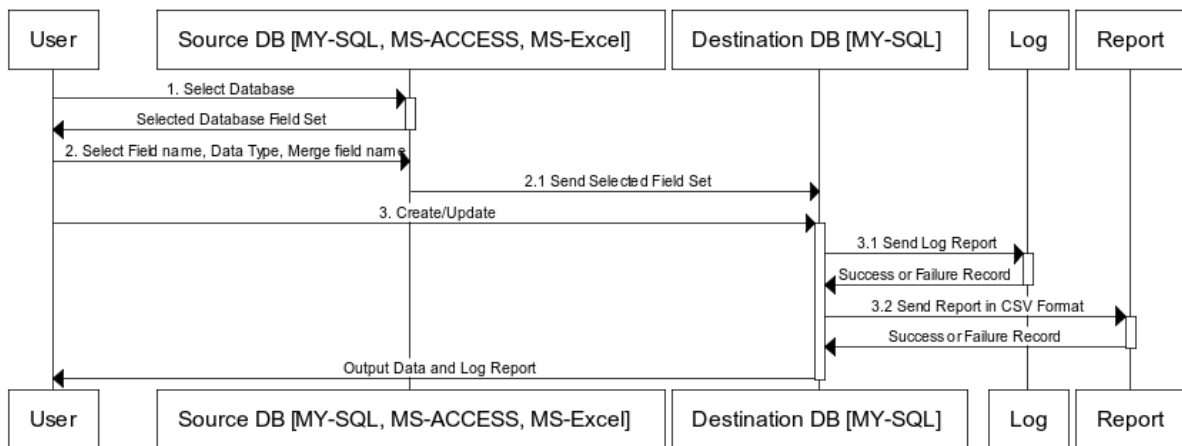 User
Source DB [MY-SQL, MS-ACCESS, MS-Excel]
Destination DB [MY-SQL]
Log
Report
1. Select Database
Selected Database Field Set
2. Select Field name, Data Type, Merge field name
2.1 Send Selected Field Set
3. Create/Update
3.1 Send Log Report
Success or Failure Record
3.2 Send Report in CSV Format
Success or Failure Record
Output Data and Log Report
User
Source DB [MY-SQL, MS-ACCESS, MS-Excel]
Destination DB [MY-SQL]
Log
Report